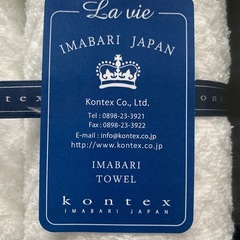 La vie
IMABARI JAPAN
Kontex Co., Ltd.
Tel : 0898-23-3921
Fax : 0898-23-3922
E-mail : info@kontex.co.jp
http://www.kontex.co.jp
IMABARI
TOWEL
kontex
IMABARI JAPAN
kontex